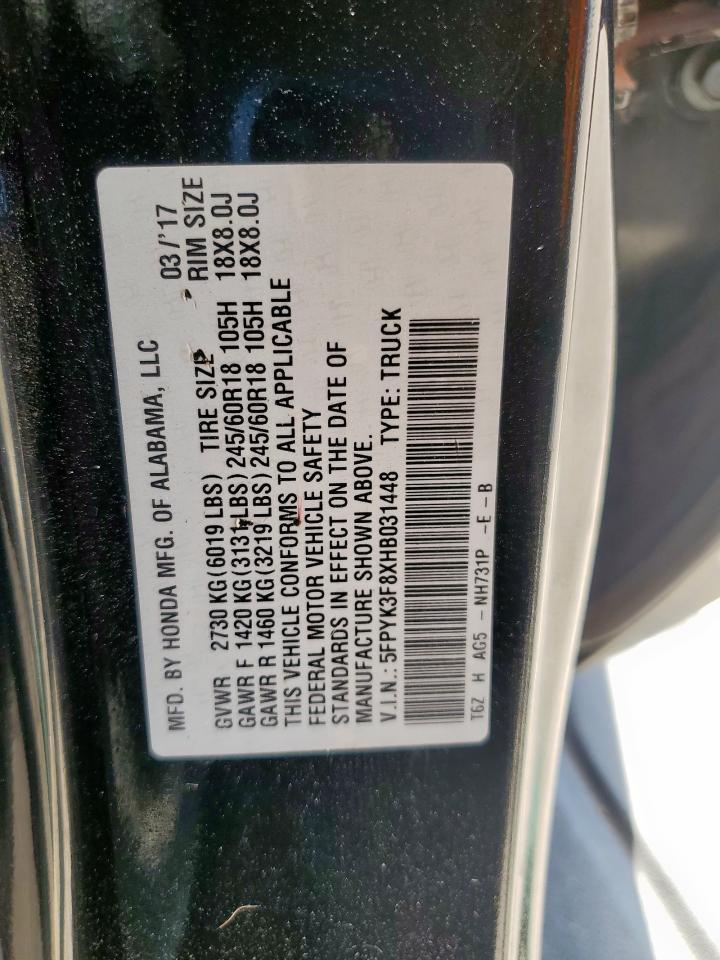 MFD. BY HONDA MFG. OF ALABAMA, LLC 03/'17
GVWR 2730 KG (6019 LBS) TIRE SIZE RIM SIZE
GAWR F 1420 KG (3131 LBS) 245/60R18 105H 18X8.0J
GAWR R 1460 KG (3219 LBS) 245/60R18 105H 18X8.0J
THIS VEHICLE CONFORMS TO ALL APPLICABLE
FEDERAL MOTOR VEHICLE SAFETY
STANDARDS IN EFFECT ON THE DATE OF
MANUFACTURE SHOWN ABOVE.
V.I.N.: 5FPYK3F8XHB031448 TYPE: TRUCK
T6Z H AG5 - NH731P - E - B